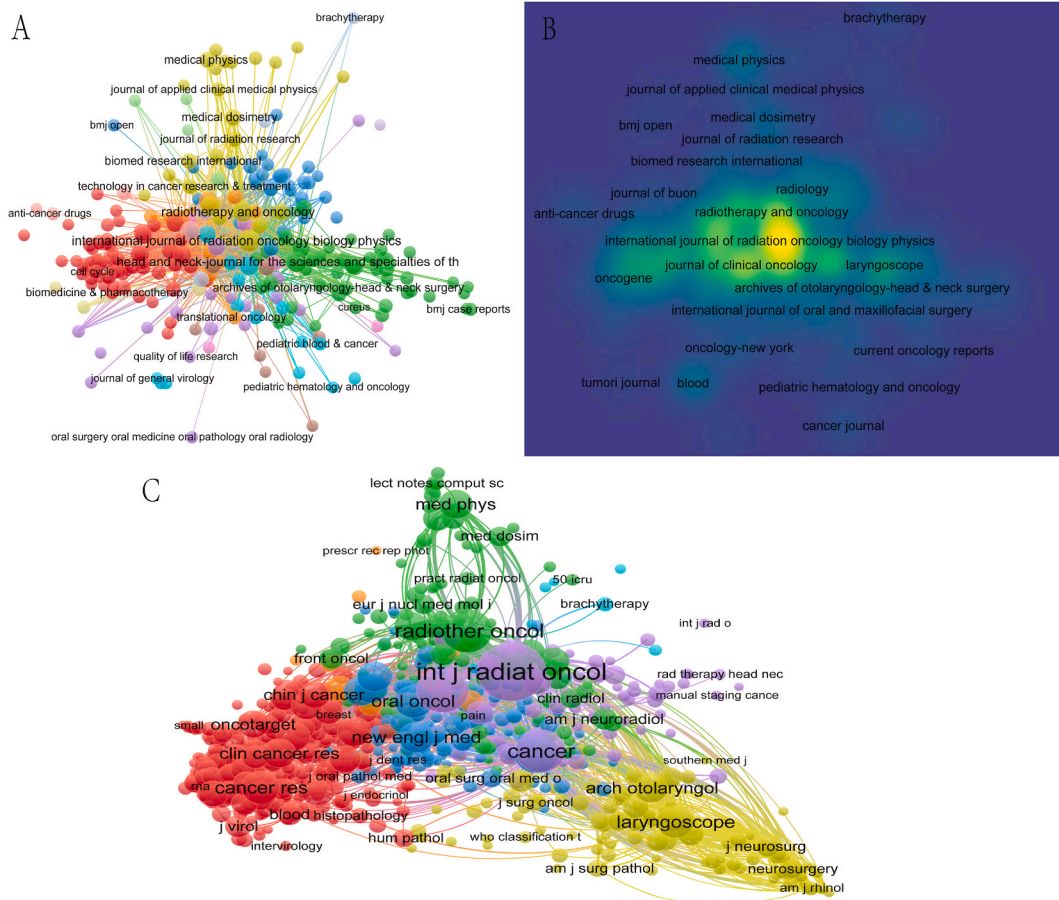 A
brachytherapy
medical physics
journal of applied clinical medical physics
medical dosimetry
bmj open
journal of radiation research
biomed research international
technology in cancer research & treatment
anti-cancer drugs
radiotherapy and oncology
international journal of radiation oncology biology physics
head and neck-journal for the sciences and specialties of th
cell cycle
archives of otolaryngology-head & neck surgery
biomedicine & pharmacotherapy
cureus
bmj case reports
translational oncology
pediatric blood & cancer
quality of life research
journal of general virology
pediatric hematology and oncology
oral surgery oral medicine oral pathology oral radiology
B
brachytherapy
medical physics
journal of applied clinical medical physics
medical dosimetry
bmj open
journal of radiation research
biomed research international
journal of buon
radiology
anti-cancer drugs
radiotherapy and oncology
international journal of radiation oncology biology physics
journal of clinical oncology
laryngoscope
oncogene
archives of otolaryngology-head & neck surgery
international journal of oral and maxillofacial surgery
oncology-new york
current oncology reports
tumori journal
blood
pediatric hematology and oncology
cancer journal
C
lect notes comput sc
med phys
med dosim
prescr rec rep phot
pract radiat oncol
50 icru
eur j nucl med mol i
brachytherapy
radiother oncol
int j rad o
front oncol
int j radiat oncol
rad therapy head nec
chin j cancer
oral oncol
clin radiol
manual staging cance
small
oncotarget
breast
pain
am j neuroradiol
new engl j med
clin cancer res
j dent res
cancer
southern med j
rna
j oral pathol med
oral surg oral med o
cancer res
j endocrinol
arch otolaryngol
j surg oncol
blood
histopathology
laryngoscope
j virol
hum pathol
who classification t
j neurosurg
intervirology
am j surg pathol
neurosurgery
am j rhinol